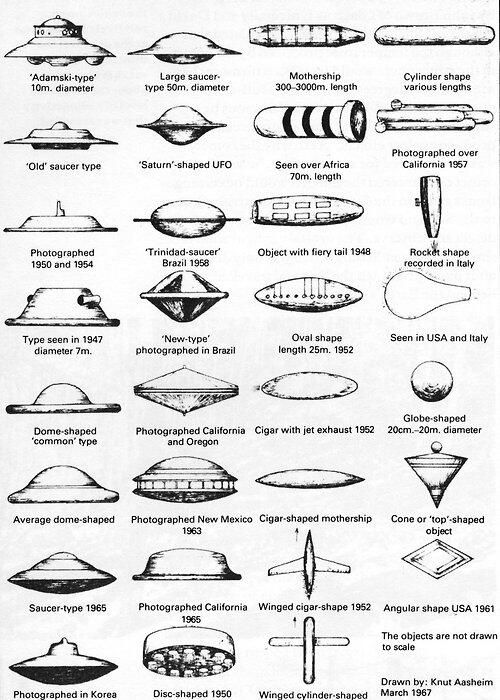 'Adamski-type'
10m. diameter
Large saucer-
type 50m. diameter
Mothership
300–3000m. length
Cylinder shape
various lengths
'Old' saucer type
'Saturn'-shaped UFO
Seen over Africa
70m. length
Photographed over
California 1957
Photographed
1950 and 1954
'Trinidad-saucer'
Brazil 1958
Object with fiery tail 1948
Rocket shape
recorded in Italy
Type seen in 1947
diameter 7m.
'New-type'
photographed in Brazil
Oval shape
length 25m. 1952
Seen in USA and Italy
Dome-shaped
'common' type
Photographed California
and Oregon
Cigar with jet exhaust 1952
Globe-shaped
20cm.–20m. diameter
Average dome-shaped
Photographed New Mexico
1963
Cigar-shaped mothership
Cone or 'top'-shaped
object
Saucer-type 1965
Photographed California
1965
Winged cigar-shape 1952
Angular shape USA 1961
Photographed in Korea
Disc-shaped 1950
Winged cylinder-shaped
The objects are not drawn
to scale
Drawn by: Knut Aasheim
March 1967